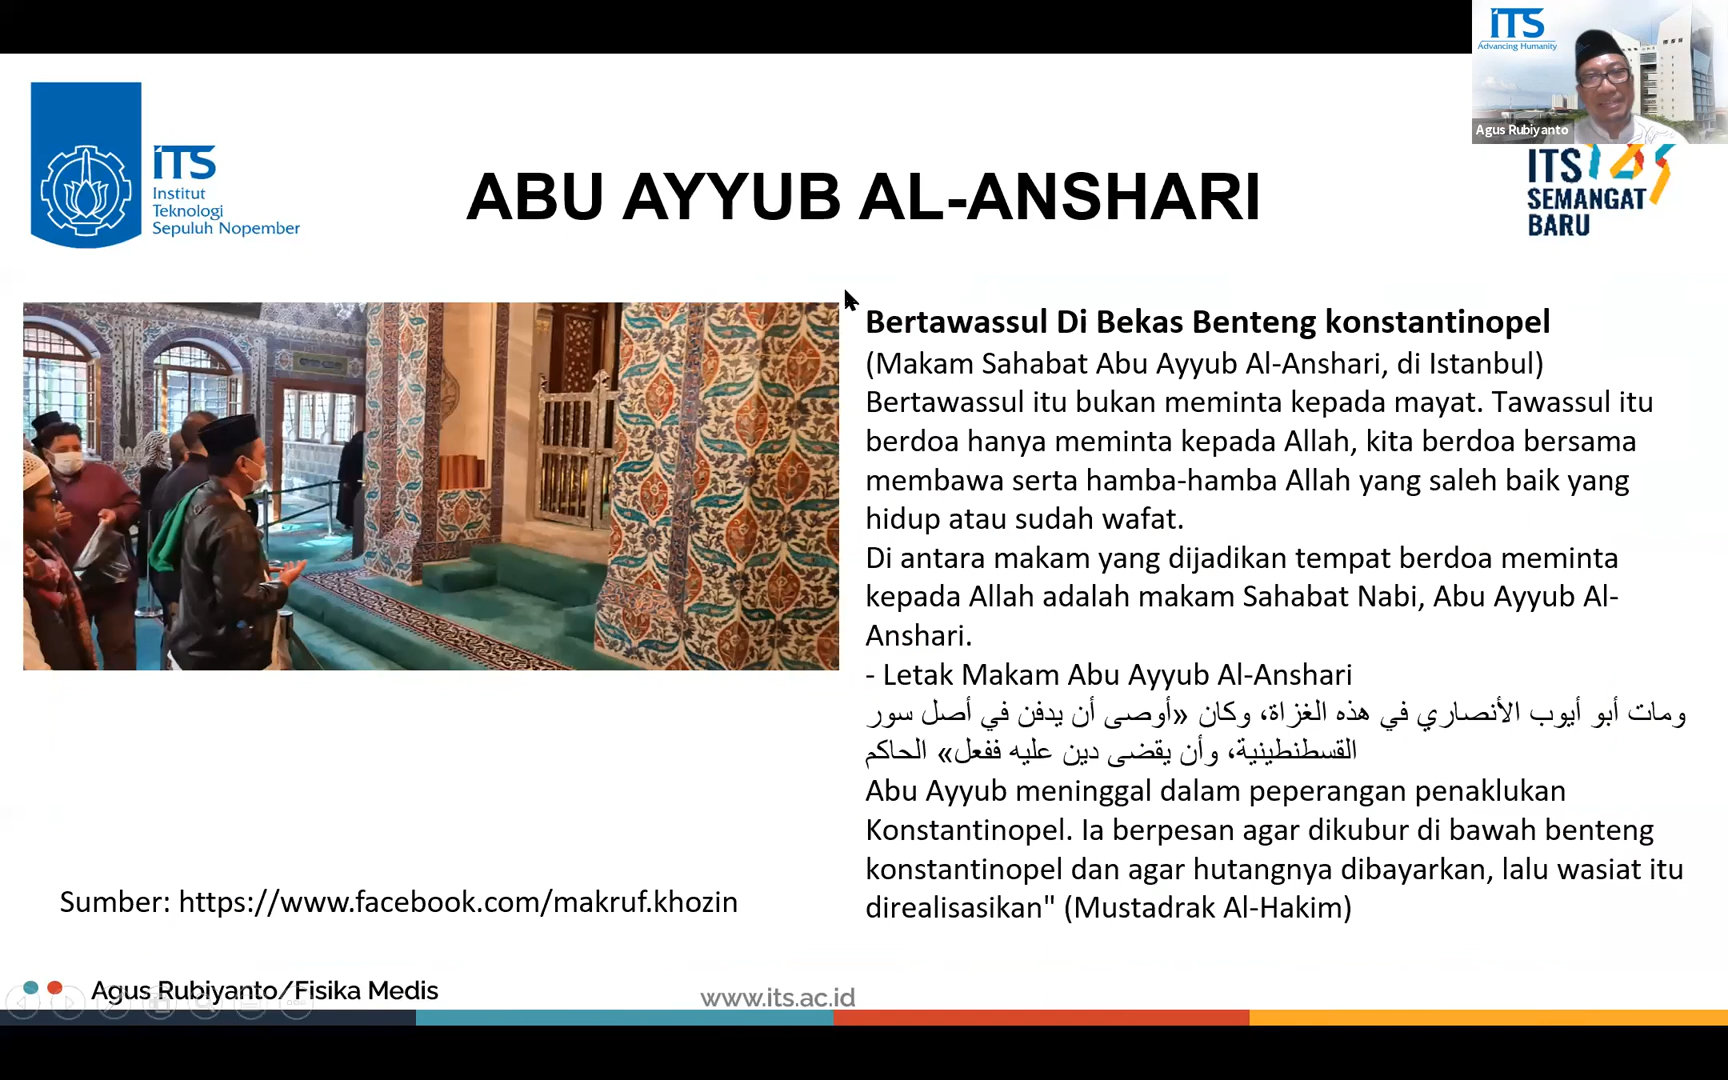 ITS
Advancing Humanity
Agus Rubiyanto
ITS
Institut
Teknologi
Sepuluh Nopember
ABU AYYUB AL-ANSHARI
ITS
SEMANGAT
BARU
Bertawassul Di Bekas Benteng konstantinopel
(Makam Sahabat Abu Ayyub Al-Anshari, di Istanbul)
Bertawassul itu bukan meminta kepada mayat. Tawassul itu
berdoa hanya meminta kepada Allah, kita berdoa bersama
membawa serta hamba-hamba Allah yang saleh baik yang
hidup atau sudah wafat.
Di antara makam yang dijadikan tempat berdoa meminta
kepada Allah adalah makam Sahabat Nabi, Abu Ayyub Al-
Anshari.
- Letak Makam Abu Ayyub Al-Anshari
ومات أبو أيوب الأنصاري في هذه الغزاة، وكان «أوصى أن يدفن في أصل سور
القسطنطينية، وأن يقضى دين عليه ففعل» الحاكم
Abu Ayyub meninggal dalam peperangan penaklukan
Konstantinopel. Ia berpesan agar dikubur di bawah benteng
konstantinopel dan agar hutangnya dibayarkan, lalu wasiat itu
direalisasikan" (Mustadrak Al-Hakim)
Sumber: https://www.facebook.com/makruf.khozin
Agus Rubiyanto/Fisika Medis
www.its.ac.id